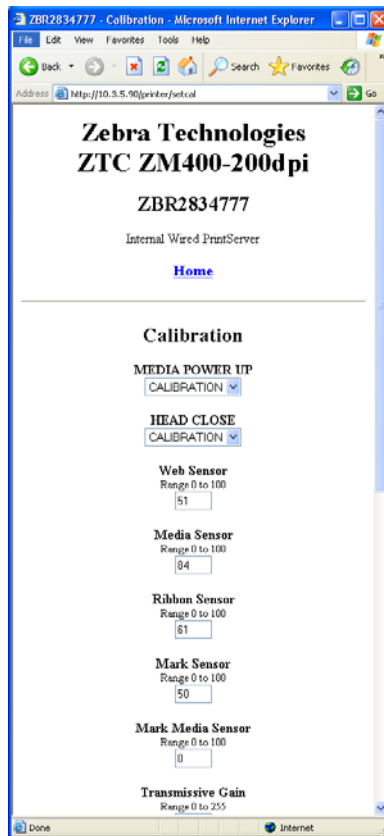 ZBR2834777 - Calibration - Microsoft Internet Explorer
File Edit View Favorites Tools Help
Back Search Favorites »
Address http://10.3.5.90/printer/setcal Go
Zebra Technologies
ZTC ZM400-200dpi
ZBR2834777
Internal Wired PrintServer
Home
Calibration
MEDIA POWER UP
CALIBRATION
HEAD CLOSE
CALIBRATION
Web Sensor
Range 0 to 100
51
Media Sensor
Range 0 to 100
84
Ribbon Sensor
Range 0 to 100
61
Mark Sensor
Range 0 to 100
50
Mark Media Sensor
Range 0 to 100
0
Transmissive Gain
Range 0 to 255
Done Internet